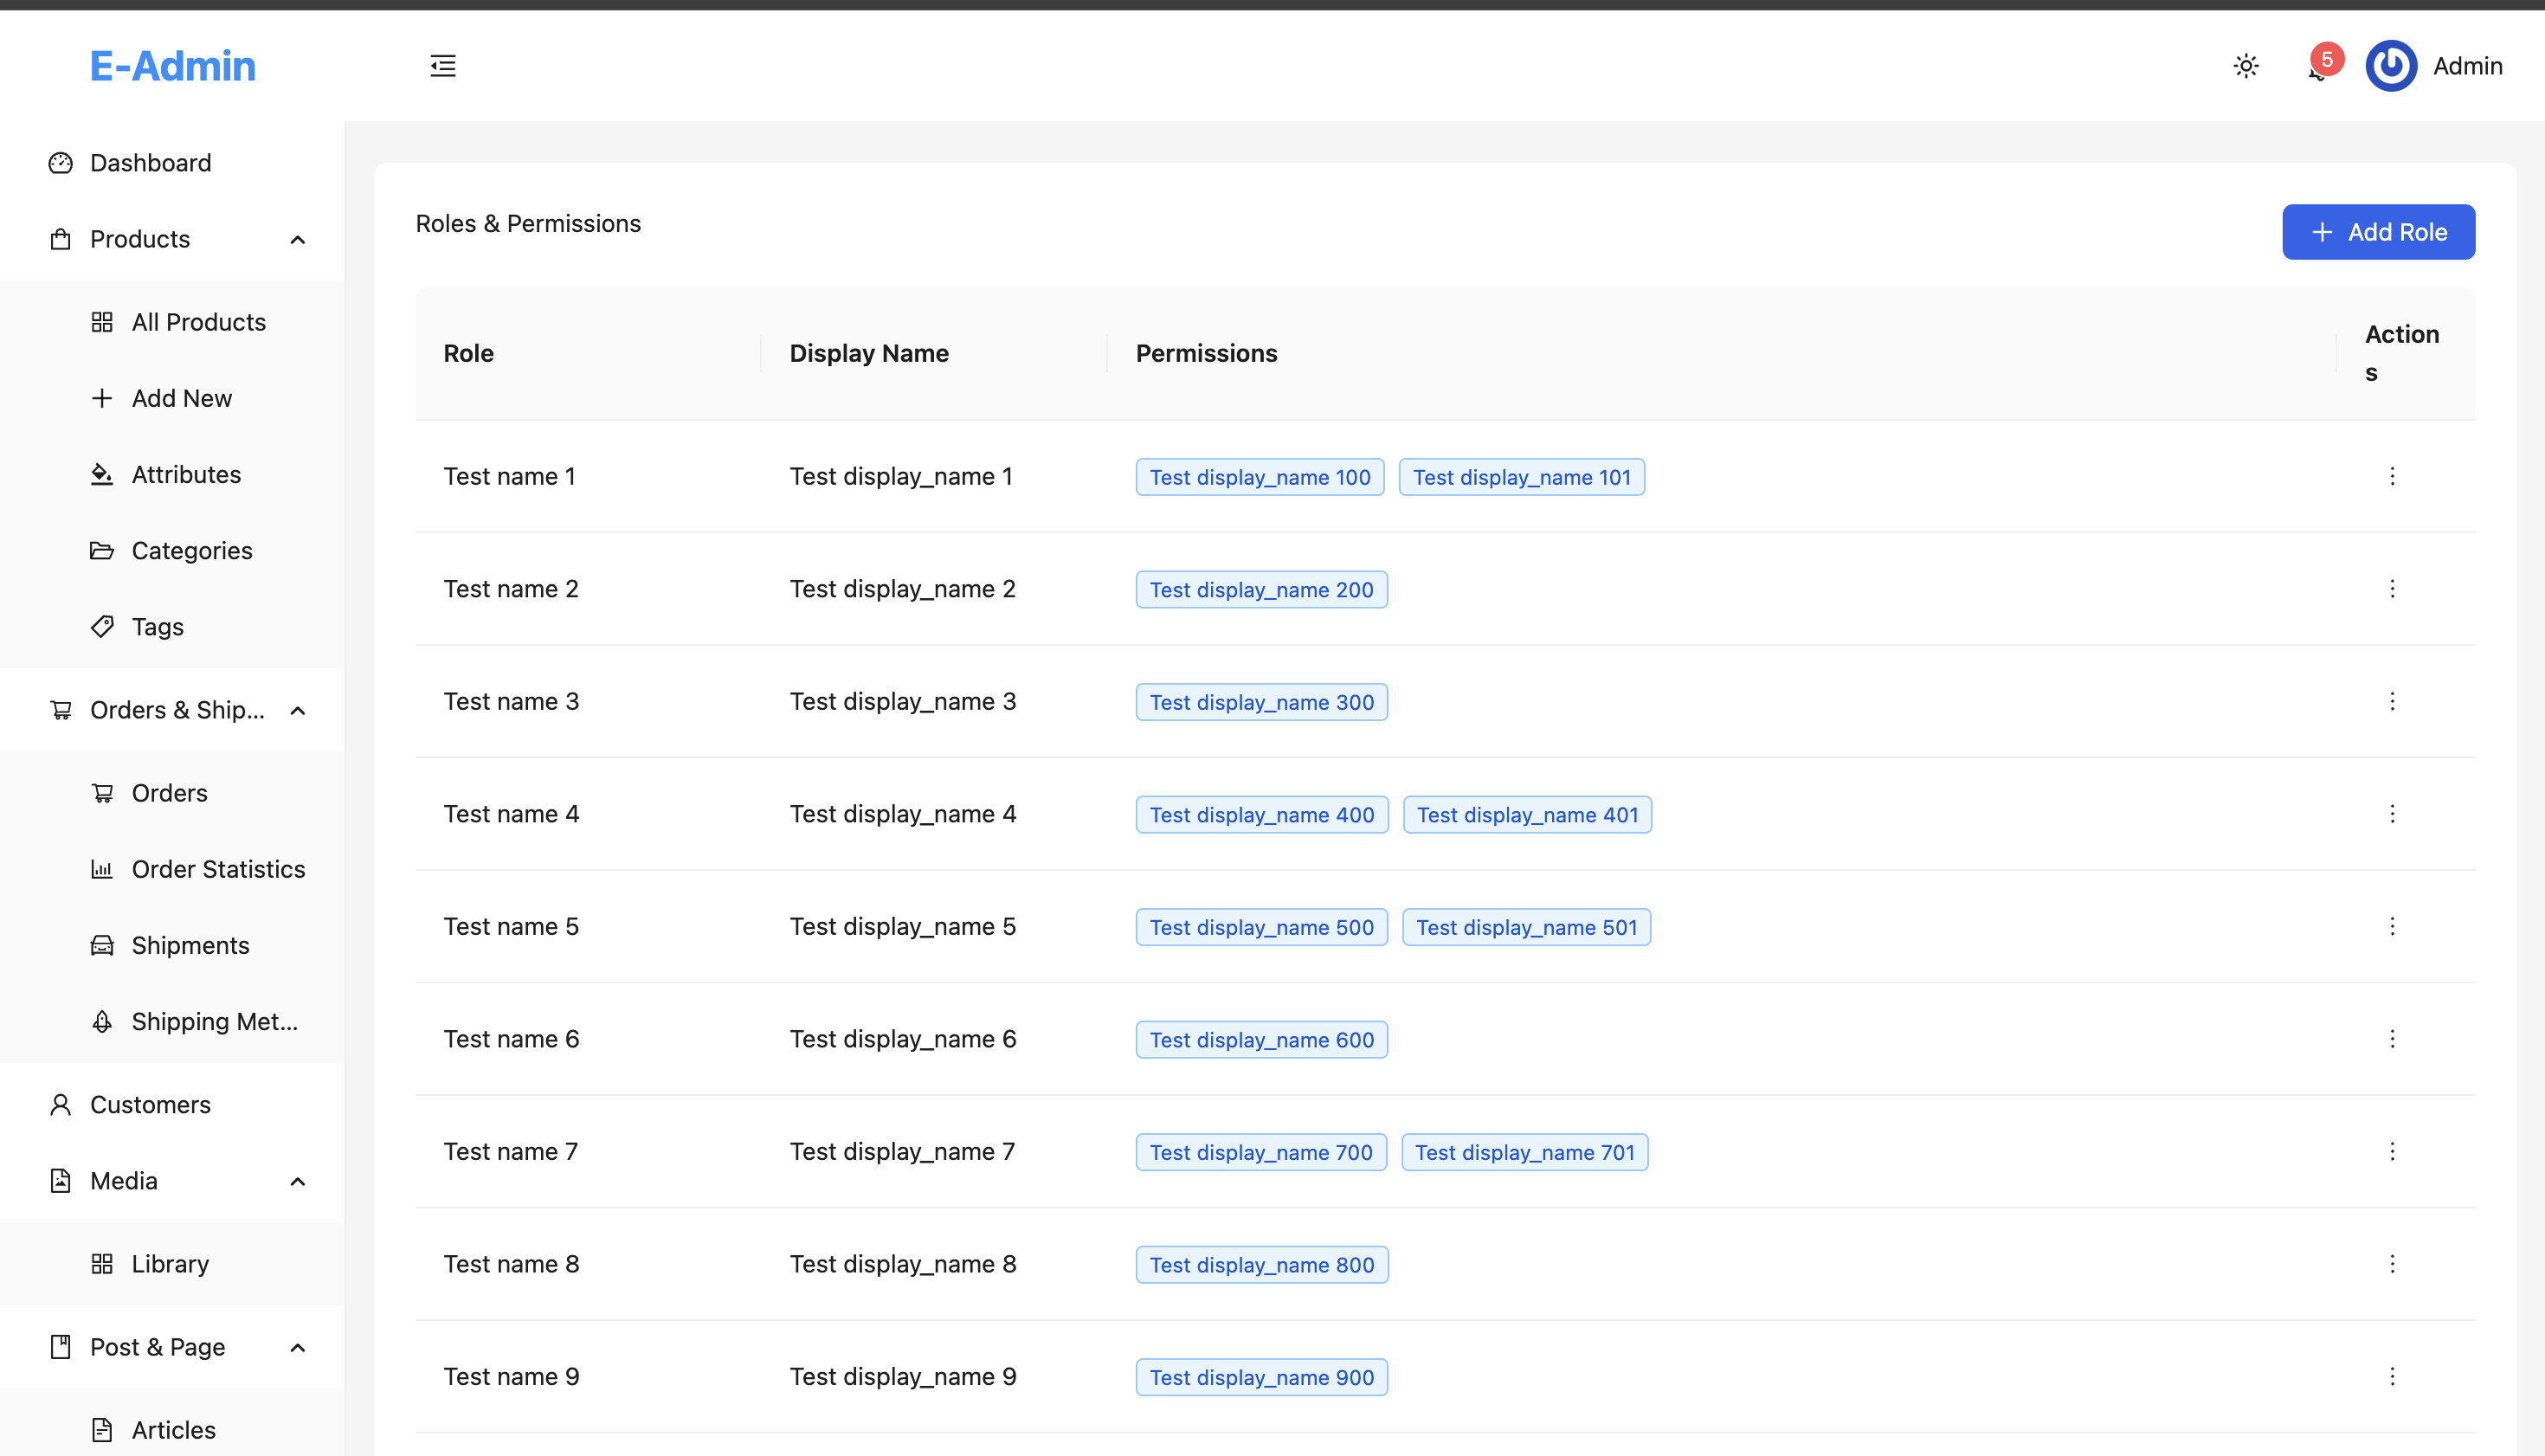 E-Admin
5
Admin
Dashboard
Products
All Products
Add New
Attributes
Categories
Tags
Orders & Ship...
Orders
Order Statistics
Shipments
Shipping Met...
Customers
Media
Library
Post & Page
Articles
Roles & Permissions
Add Role
Role Display Name Permissions Action
s
Test name 1 Test display_name 1 Test display_name 100 Test display_name 101
Test name 2 Test display_name 2 Test display_name 200
Test name 3 Test display_name 3 Test display_name 300
Test name 4 Test display_name 4 Test display_name 400 Test display_name 401
Test name 5 Test display_name 5 Test display_name 500 Test display_name 501
Test name 6 Test display_name 6 Test display_name 600
Test name 7 Test display_name 7 Test display_name 700 Test display_name 701
Test name 8 Test display_name 8 Test display_name 800
Test name 9 Test display_name 9 Test display_name 900